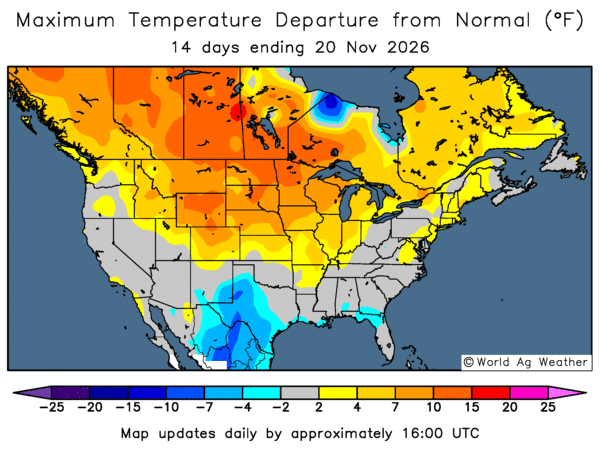 Maximum Temperature Departure from Normal (°F)
14 days ending 20 Nov 2026
© World Ag Weather
−25 −20 −15 −10 −7 −4 −2 2 4 7 10 15 20 25
Map updates daily by approximately 16:00 UTC